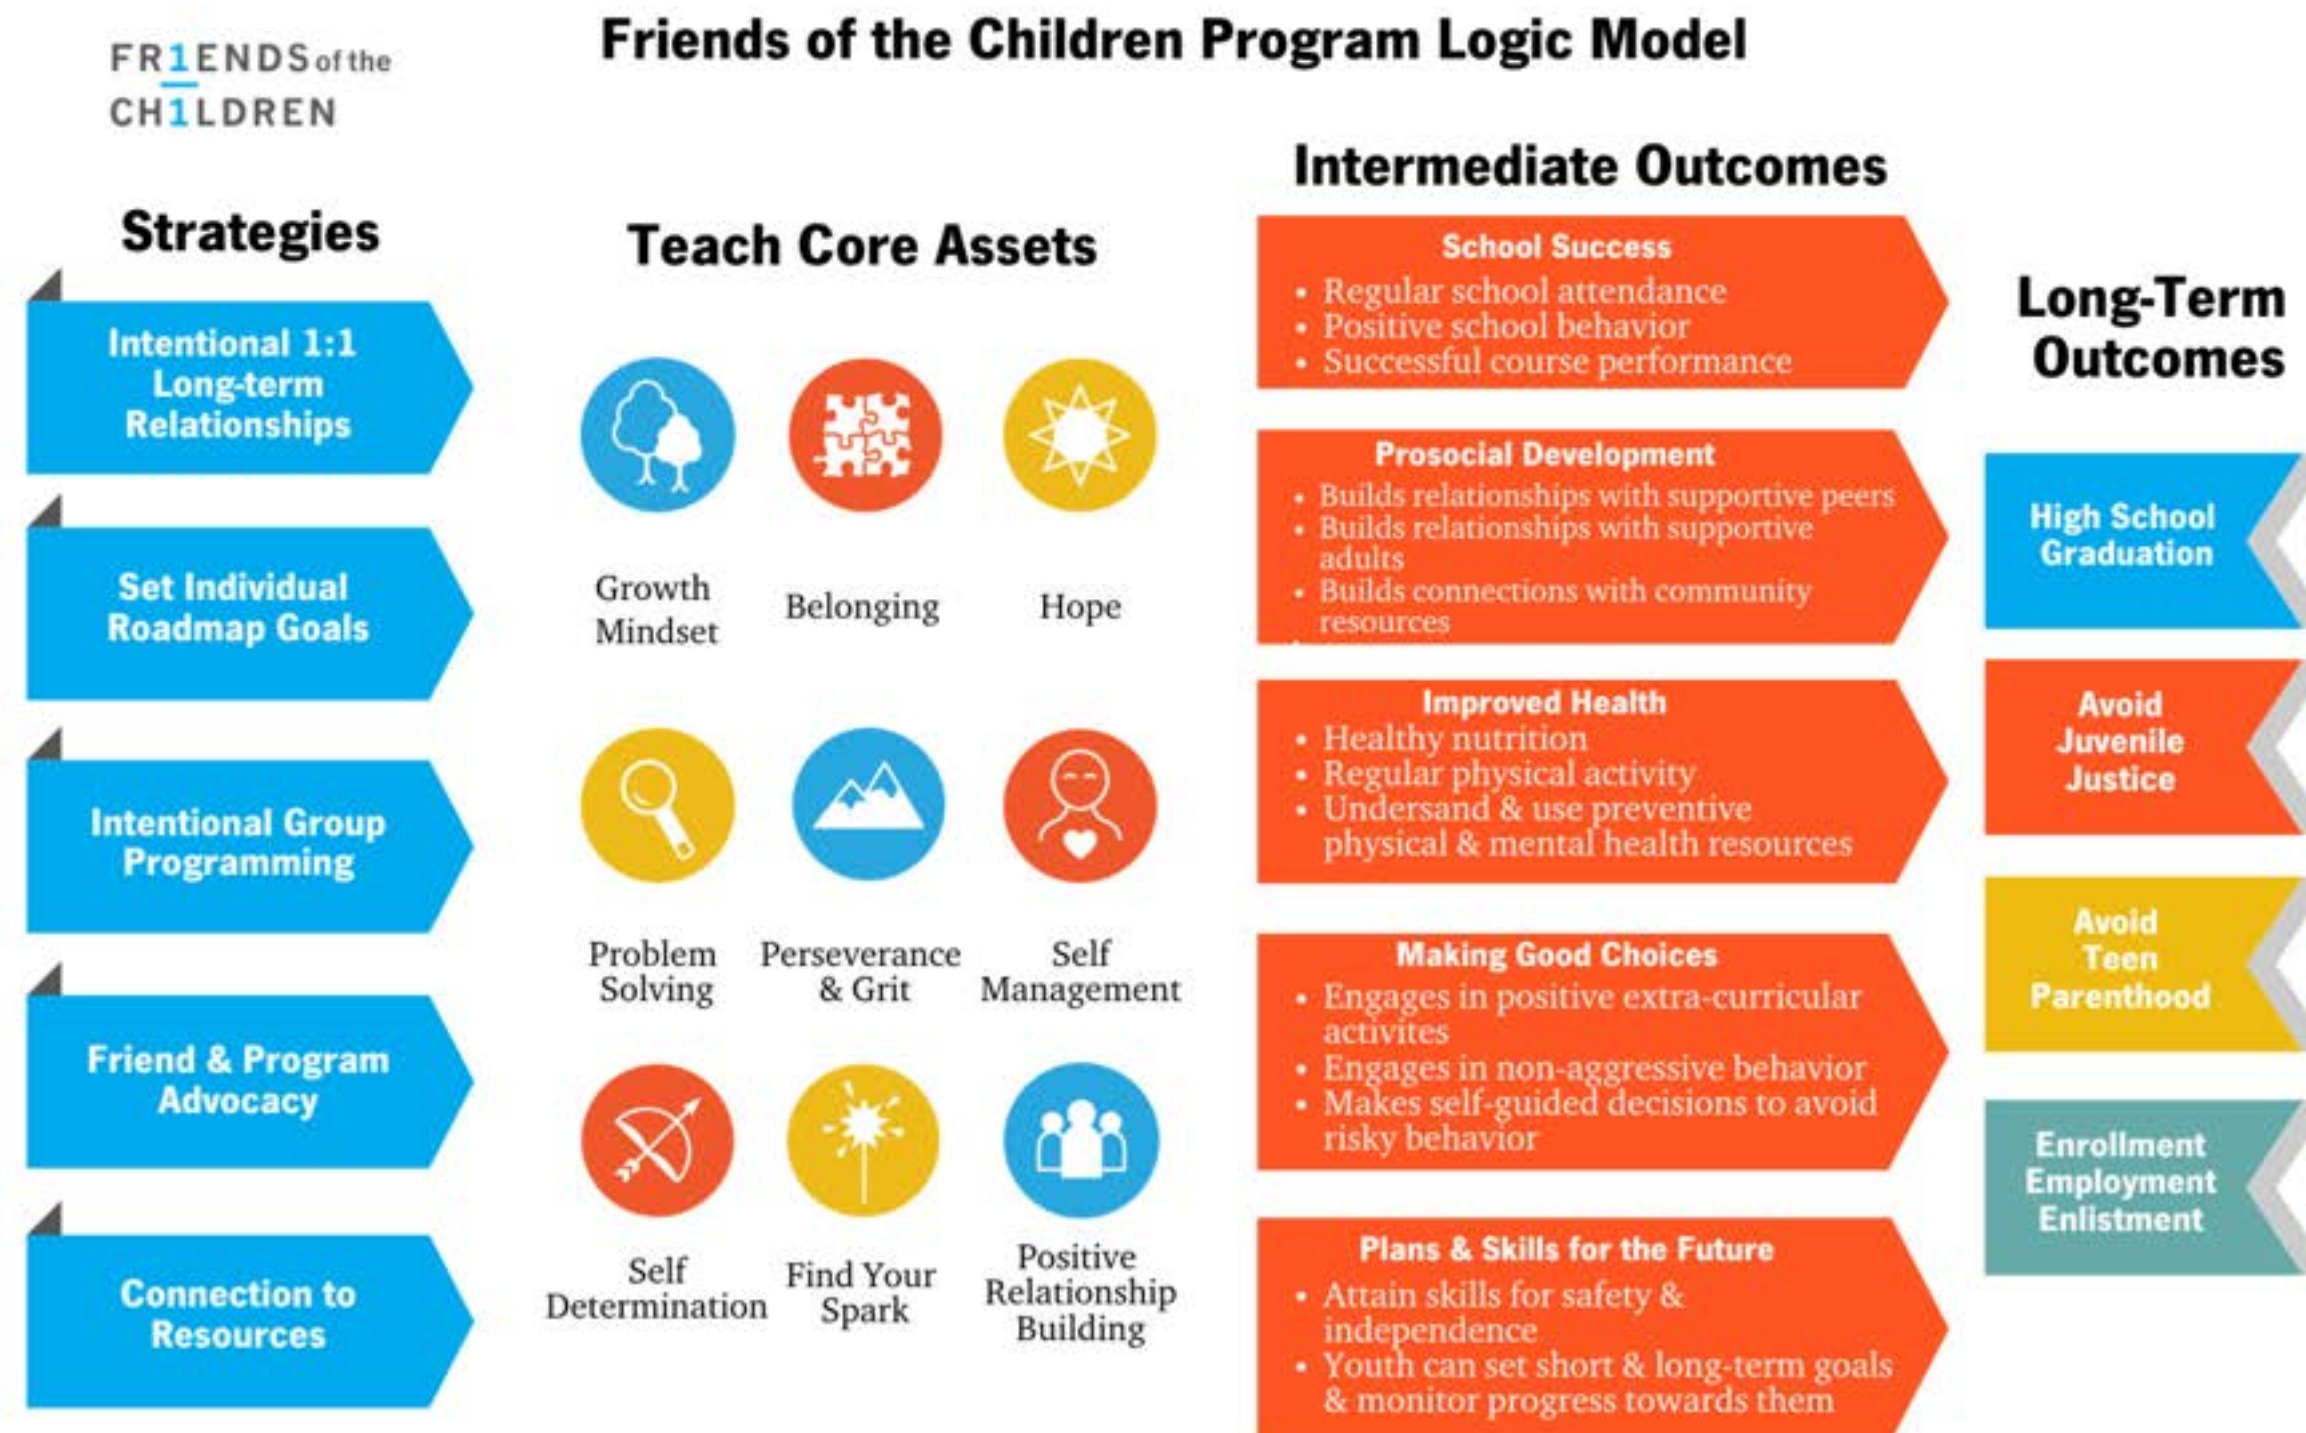 FR1ENDS of the
CH1LDREN
Friends of the Children Program Logic Model
Strategies
Intentional 1:1
Long-term
Relationships
Set Individual
Roadmap Goals
Intentional Group
Programming
Friend & Program
Advocacy
Connection to
Resources
Teach Core Assets
Growth
Mindset
Belonging
Hope
Problem
Solving
Perseverance
& Grit
Self
Management
Self
Determination
Find Your
Spark
Positive
Relationship
Building
Intermediate Outcomes
School Success
• Regular school attendance
• Positive school behavior
• Successful course performance
Prosocial Development
• Builds relationships with supportive peers
• Builds relationships with supportive
adults
• Builds connections with community
resources
Improved Health
• Healthy nutrition
• Regular physical activity
• Undersand & use preventive
physical & mental health resources
Making Good Choices
• Engages in positive extra-curricular
activites
• Engages in non-aggressive behavior
• Makes self-guided decisions to avoid
risky behavior
Plans & Skills for the Future
• Attain skills for safety &
independence
• Youth can set short & long-term goals
& monitor progress towards them
Long-Term
Outcomes
High School
Graduation
Avoid
Juvenile
Justice
Avoid
Teen
Parenthood
Enrollment
Employment
Enlistment